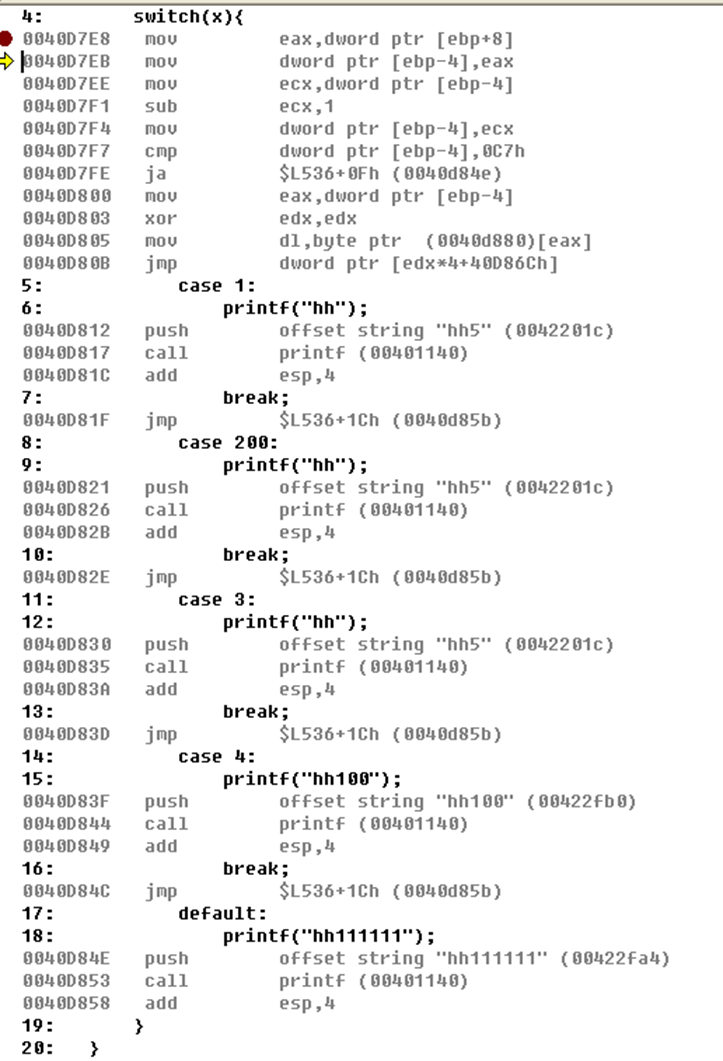 4: switch(x){
0040D7E8 mov eax,dword ptr [ebp+8]
0040D7EB mov dword ptr [ebp-4],eax
0040D7EE mov ecx,dword ptr [ebp-4]
0040D7F1 sub ecx,1
0040D7F4 mov dword ptr [ebp-4],ecx
0040D7F7 cmp dword ptr [ebp-4],0C7h
0040D7FE ja $L536+0Fh (0040d84e)
0040D800 mov eax,dword ptr [ebp-4]
0040D803 xor edx,edx
0040D805 mov dl,byte ptr (0040d880)[eax]
0040D80B jmp dword ptr [edx*4+40D86Ch]
5: case 1:
6: printf("hh");
0040D812 push offset string "hh5" (0042201c)
0040D817 call printf (00401140)
0040D81C add esp,4
7: break;
0040D81F jmp $L536+1Ch (0040d85b)
8: case 200:
9: printf("hh");
0040D821 push offset string "hh5" (0042201c)
0040D826 call printf (00401140)
0040D82B add esp,4
10: break;
0040D82E jmp $L536+1Ch (0040d85b)
11: case 3:
12: printf("hh");
0040D830 push offset string "hh5" (0042201c)
0040D835 call printf (00401140)
0040D83A add esp,4
13: break;
0040D83D jmp $L536+1Ch (0040d85b)
14: case 4:
15: printf("hh100");
0040D83F push offset string "hh100" (00422fb0)
0040D844 call printf (00401140)
0040D849 add esp,4
16: break;
0040D84C jmp $L536+1Ch (0040d85b)
17: default:
18: printf("hh111111");
0040D84E push offset string "hh111111" (00422fa4)
0040D853 call printf (00401140)
0040D858 add esp,4
19: }
20: }